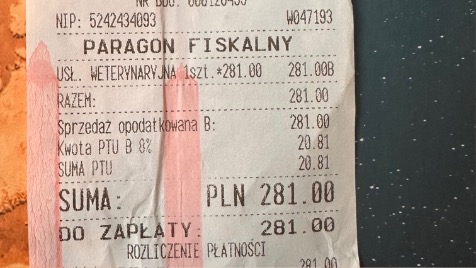 NIP: 5242434093 W047193
PARAGON FISKALNY
USŁ. WETERYNARYJNA 1szt.*281.00 281.00B
RAZEM: 281.00
Sprzedaż opodatkowana B: 281.00
Kwota PTU B 8% 20.81
SUMA PTU 20.81
SUMA: PLN 281.00
DO ZAPŁATY: 281.00
ROZLICZENIE PŁATNOŚCI
281.00